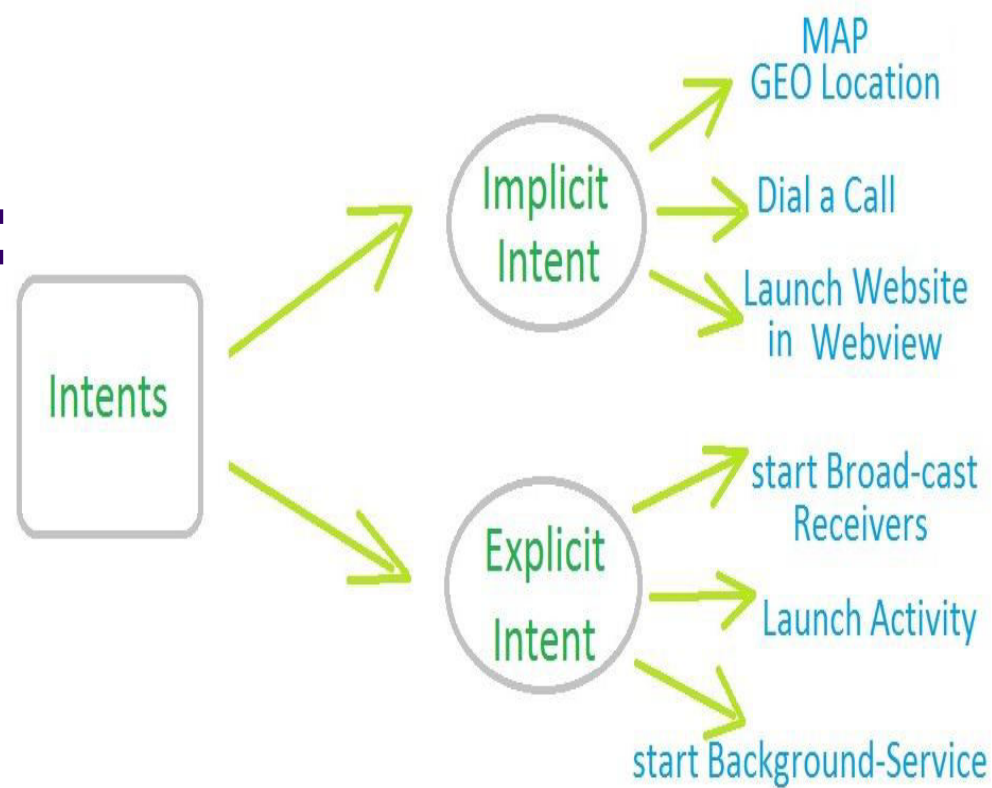 Intents
Implicit
Intent
MAP
GEO Location
Dial a Call
Launch Website
in Webview
Explicit
Intent
start Broad-cast
Receivers
Launch Activity
start Background-Service